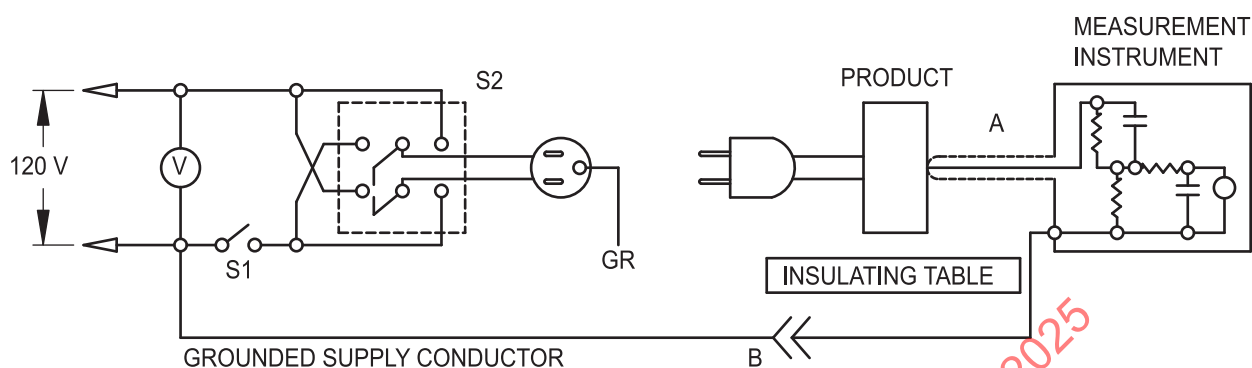 MEASUREMENT
INSTRUMENT
PRODUCT
S2
A
120 V
V
S1
GR
INSULATING TABLE
GROUNDED SUPPLY CONDUCTOR
B
2025